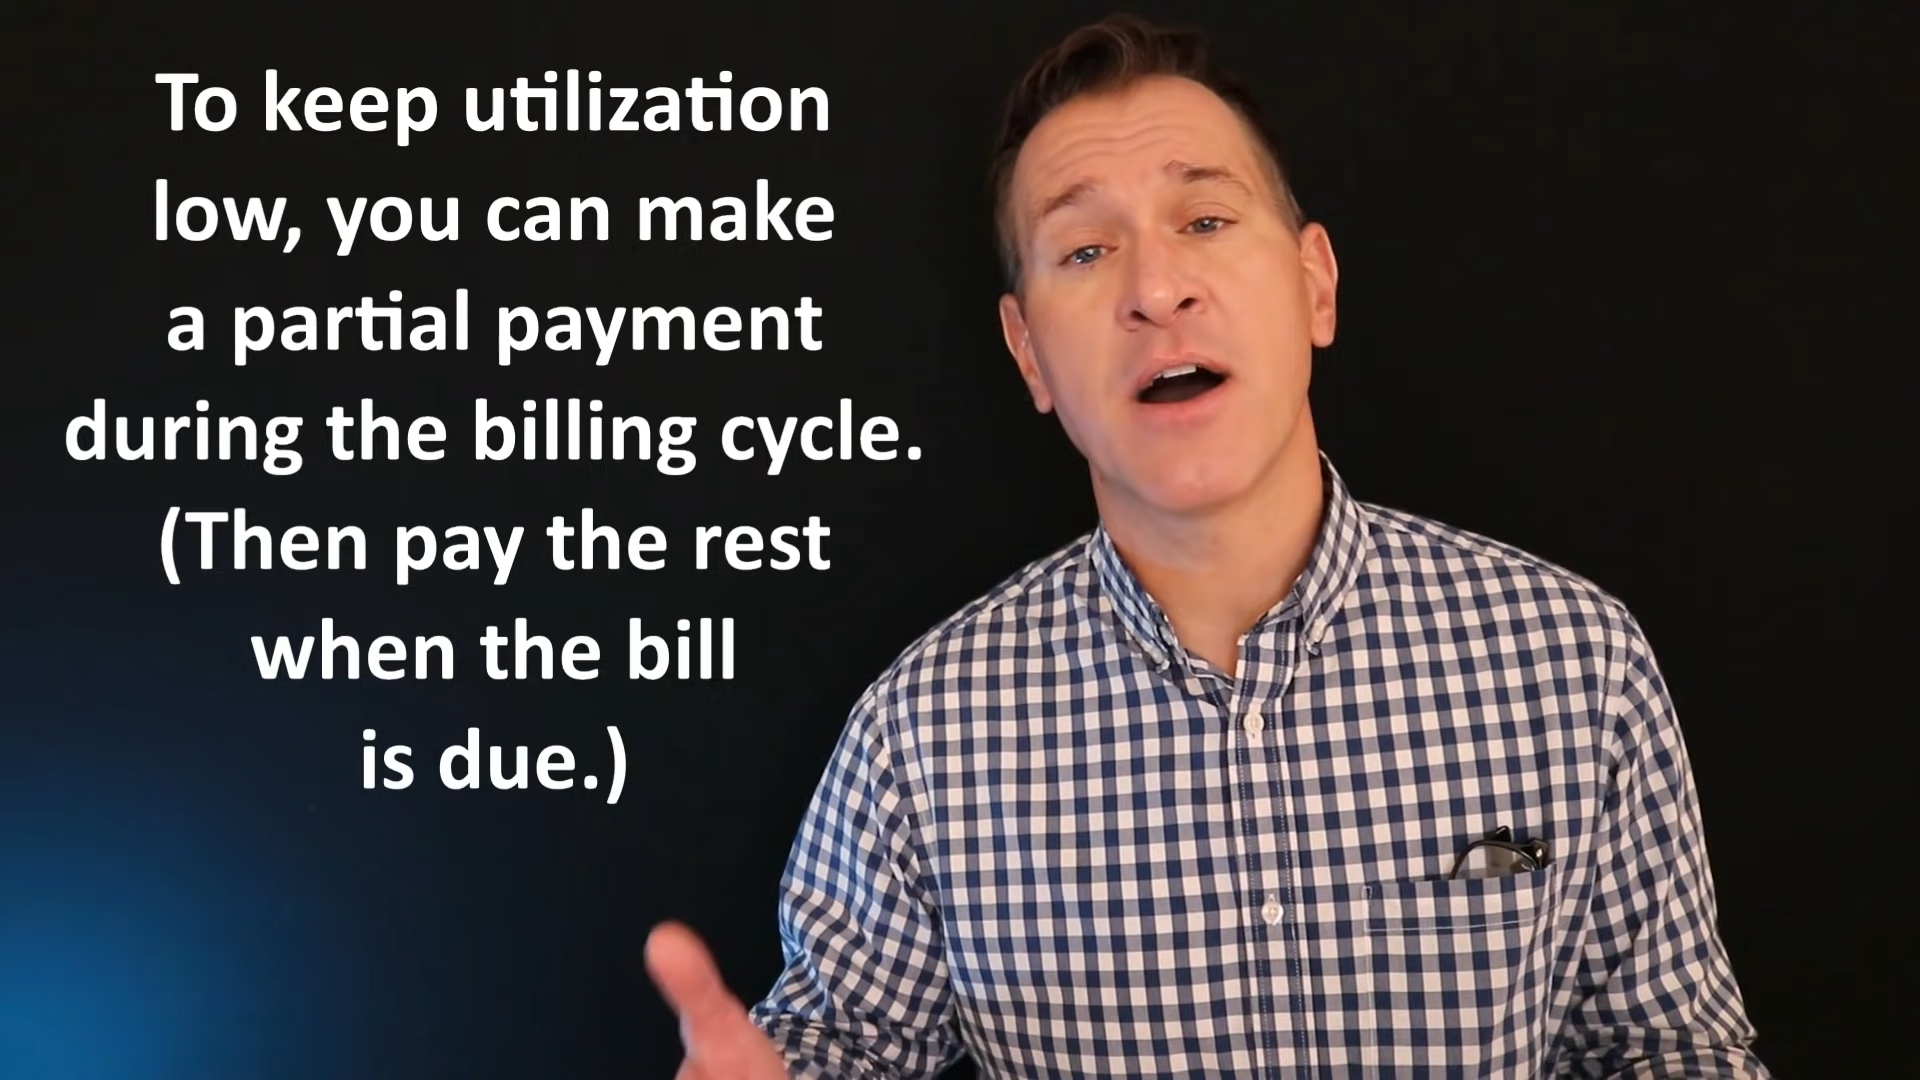 To keep utilization
low, you can make
a partial payment
during the billing cycle.
(Then pay the rest
when the bill
is due.)